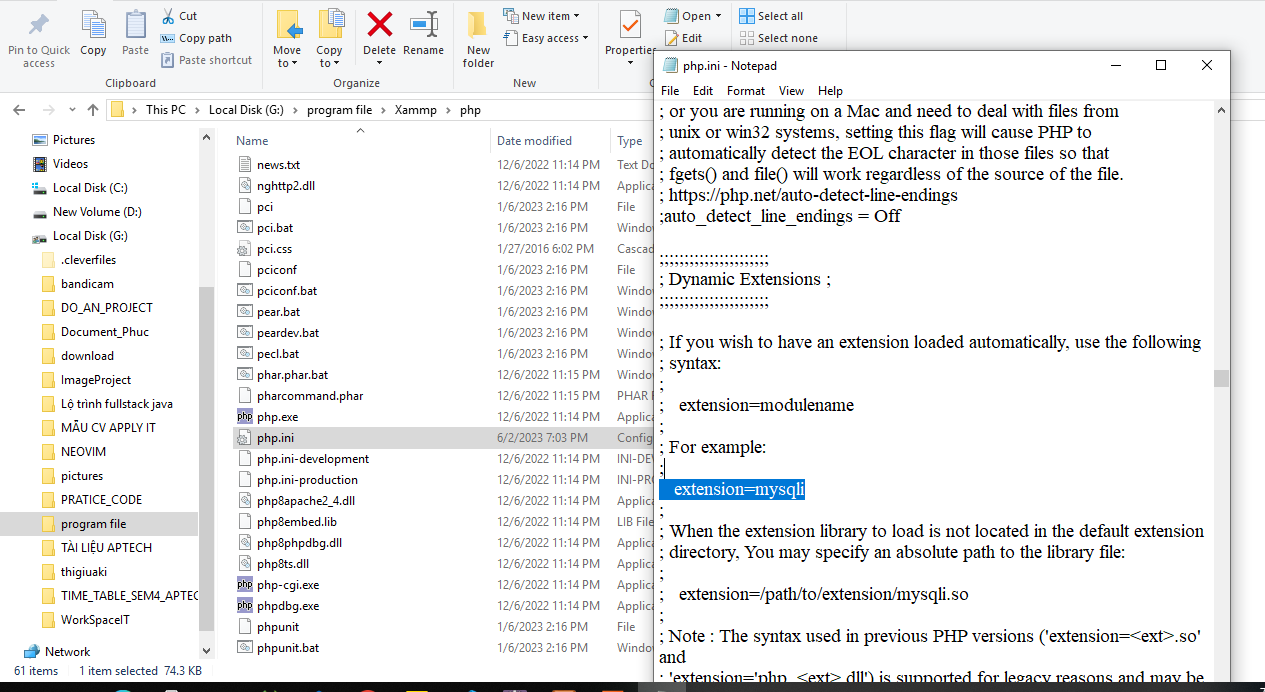 Pin to Quick access
Copy
Paste
Cut
Copy path
Paste shortcut
Clipboard
Move to
Copy to
Delete
Rename
Organize
New folder
New item
Easy access
New
Properties
Open
Edit
Select all
Select none
This PC
Local Disk (G:)
program file
Xammp
php
Pictures
Videos
Local Disk (C:)
New Volume (D:)
Local Disk (G:)
.cleverfiles
bandicam
DO_AN_PROJECT
Document_Phuc
download
ImageProject
Lộ trình fullstack java
MẪU CV APPLY IT
NEOVIM
pictures
PRATICE_CODE
program file
TÀI LIỆU APTECH
thigiuaki
TIME_TABLE_SEM4_APTEC
WorkSpaceIT
Network
61 items 1 item selected 74.3 KB
Name Date modified Type
news.txt 12/6/2022 11:14 PM Text Do
nghttp2.dll 12/6/2022 11:14 PM Applica
pci 1/6/2023 2:16 PM File
pci.bat 1/6/2023 2:16 PM Windo
pci.css 1/27/2016 6:02 PM Cascad
pciconf 1/6/2023 2:16 PM File
pciconf.bat 1/6/2023 2:16 PM Windo
pear.bat 1/6/2023 2:16 PM Windo
peardev.bat 1/6/2023 2:16 PM Windo
pecl.bat 1/6/2023 2:16 PM Windo
phar.phar.bat 12/6/2022 11:15 PM Windo
pharcommand.phar 12/6/2022 11:15 PM PHAR F
php.exe 12/6/2022 11:14 PM Applica
php.ini 6/2/2023 7:03 PM Config
php.ini-development 12/6/2022 11:14 PM INI-DEV
php.ini-production 12/6/2022 11:14 PM INI-PRO
php8apache2_4.dll 12/6/2022 11:14 PM Applica
php8embed.lib 12/6/2022 11:14 PM LIB File
php8phpdbg.dll 12/6/2022 11:14 PM Applica
php8ts.dll 12/6/2022 11:14 PM Applica
php-cgi.exe 12/6/2022 11:14 PM Applica
phpdbg.exe 12/6/2022 11:14 PM Applica
phpunit 1/6/2023 2:16 PM File
phpunit.bat 1/6/2023 2:16 PM Windo
php.ini - Notepad
File Edit Format View Help
; or you are running on a Mac and need to deal with files from
; unix or win32 systems, setting this flag will cause PHP to
; automatically detect the EOL character in those files so that
; fgets() and file() will work regardless of the source of the file.
; https://php.net/auto-detect-line-endings
;auto_detect_line_endings = Off
;;;;;;;;;;;;;;;;;;;;;;
; Dynamic Extensions ;
;;;;;;;;;;;;;;;;;;;;;;
; If you wish to have an extension loaded automatically, use the following
; syntax:
;
; extension=modulename
;
; For example:
;
extension=mysqli
;
; When the extension library to load is not located in the default extension
; directory, You may specify an absolute path to the library file:
;
; extension=/path/to/extension/mysqli.so
;
; Note : The syntax used in previous PHP versions ('extension=<ext>.so'
and
; 'extension='php_<ext>.dll') is supported for legacy reasons and may be